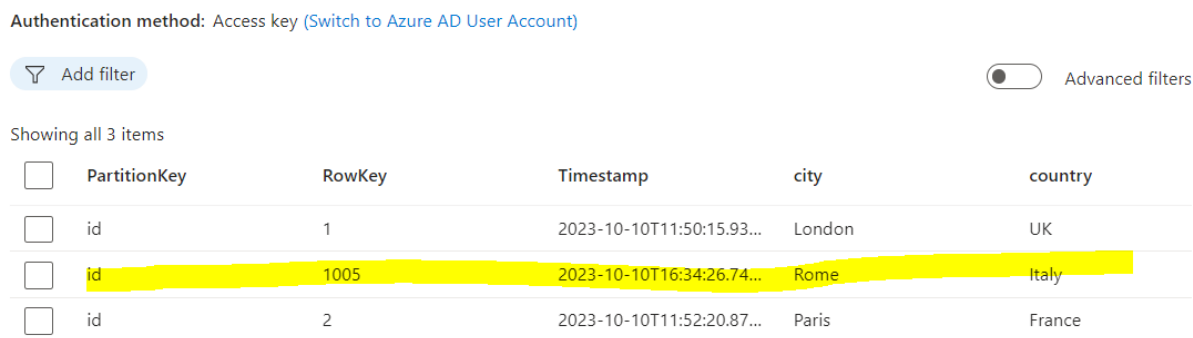 Authentication method: Access key (Switch to Azure AD User Account)
Add filter
Advanced filters
Showing all 3 items
PartitionKey RowKey Timestamp city country
id 1 2023-10-10T11:50:15.93... London UK
id 1005 2023-10-10T16:34:26.74... Rome Italy
id 2 2023-10-10T11:52:20.87... Paris France